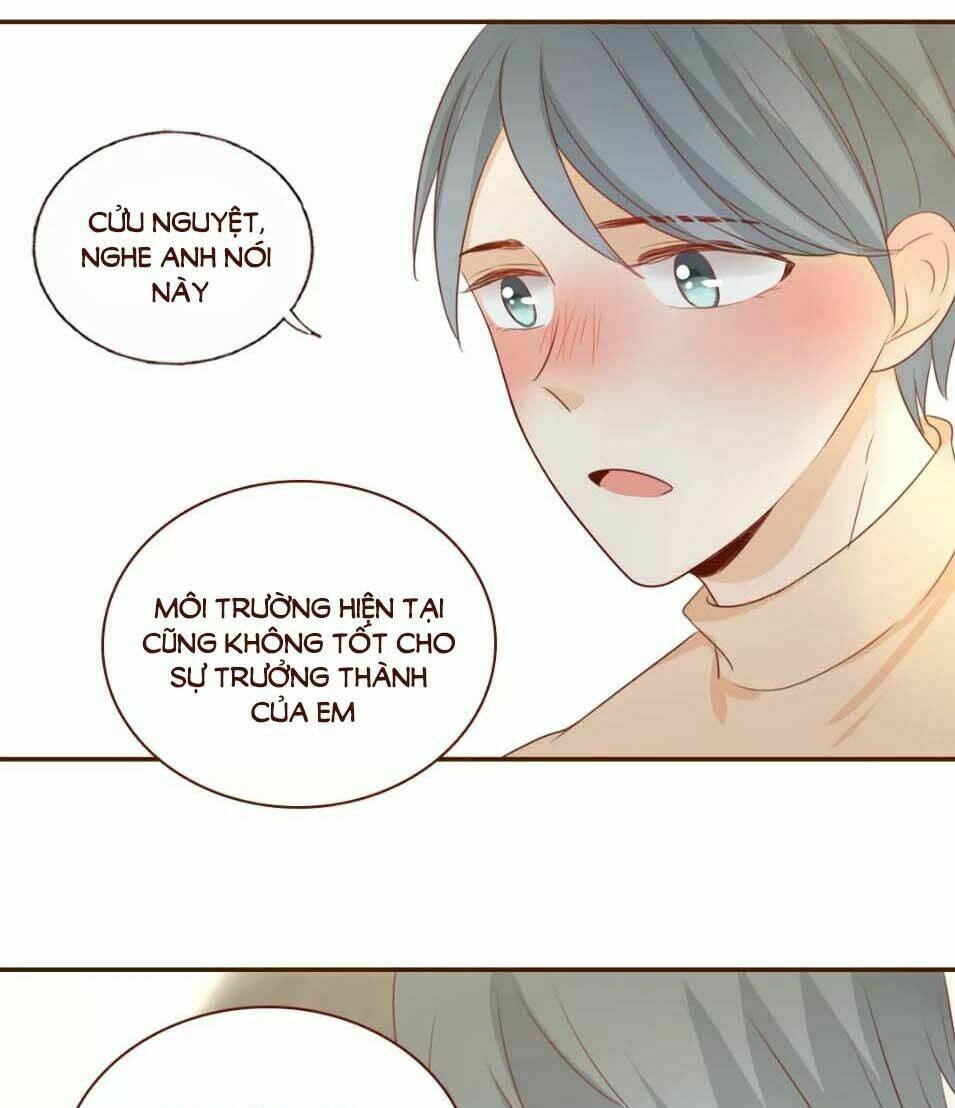 CỬU NGUYỆT,
NGHE ANH NÓI
NÀY
MÔI TRƯỜNG HIỆN TẠI
CŨNG KHÔNG TỐT CHO
SỰ TRƯỞNG THÀNH
CỦA EM